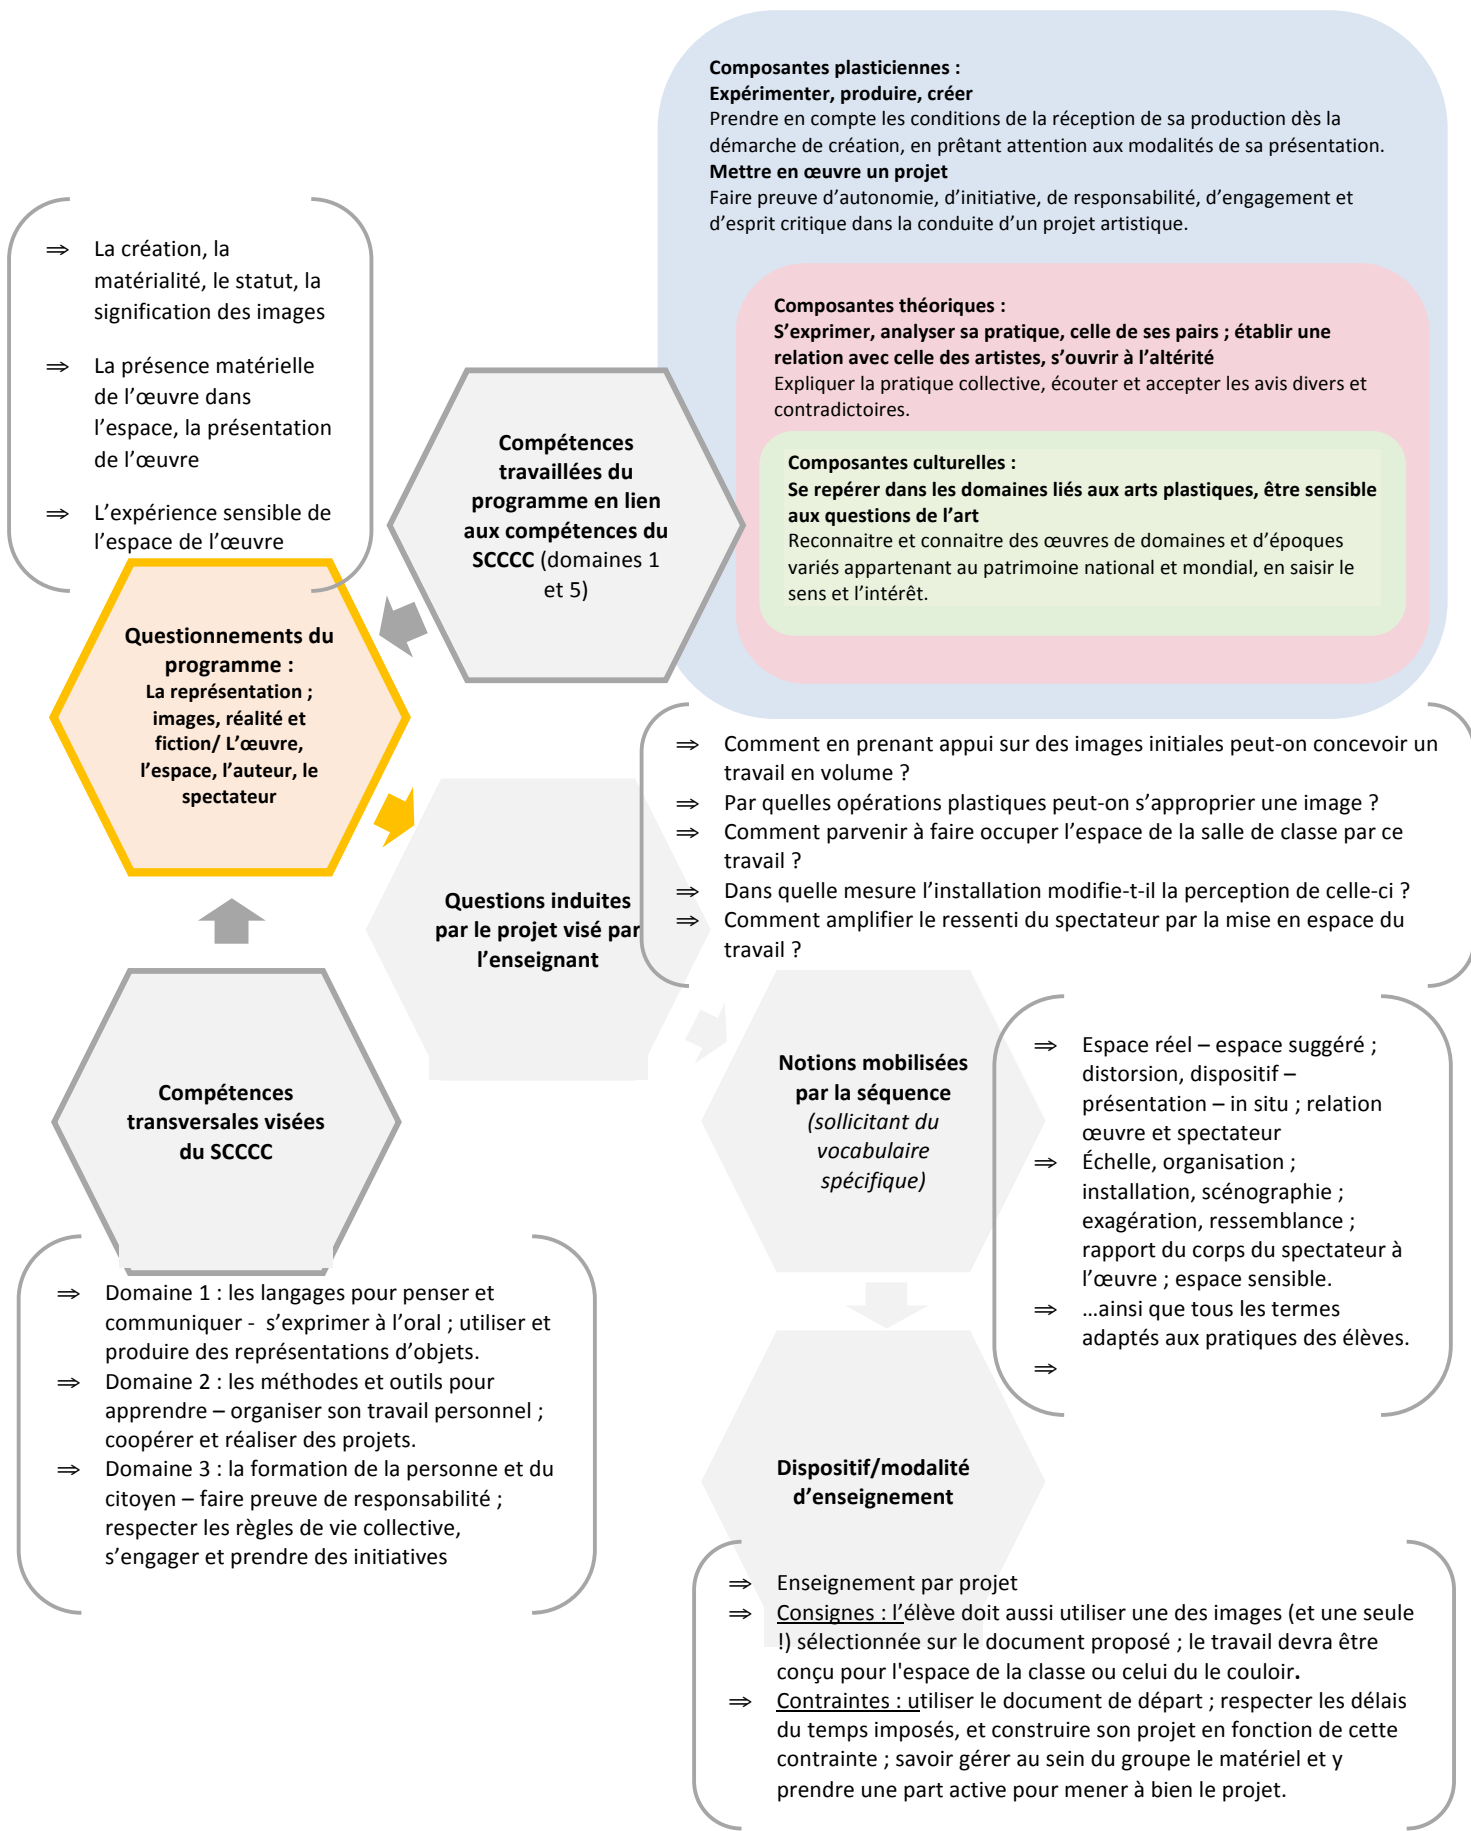 Composantes plasticiennes :
Expérimenter, produire, créer
Prendre en compte les conditions de la réception de sa production dès la
démarche de création, en prêtant attention aux modalités de sa présentation.
Mettre en œuvre un projet
Faire preuve d’autonomie, d’initiative, de responsabilité, d’engagement et
d’esprit critique dans la conduite d’un projet artistique.
⇒ La création, la
matérialité, le statut, la
signification des images
⇒ La présence matérielle
de l’œuvre dans
l’espace, la présentation
de l’œuvre
⇒ L’expérience sensible de
l’espace de l’œuvre
Composantes théoriques :
S’exprimer, analyser sa pratique, celle de ses pairs ; établir une
relation avec celle des artistes, s’ouvrir à l’altérité
Expliquer la pratique collective, écouter et accepter les avis divers et
contradictoires.
Compétences
travaillées du
programme en lien
aux compétences du
SCCCC (domaines 1
et 5)
Composantes culturelles :
Se repérer dans les domaines liés aux arts plastiques, être sensible
aux questions de l’art
Reconnaitre et connaitre des œuvres de domaines et d’époques
variés appartenant au patrimoine national et mondial, en saisir le
sens et l’intérêt.
Questionnements du
programme :
La représentation ;
images, réalité et
fiction/ L’œuvre,
l’espace, l’auteur, le
spectateur
⇒ Comment en prenant appui sur des images initiales peut-on concevoir un
travail en volume ?
⇒ Par quelles opérations plastiques peut-on s’approprier une image ?
⇒ Comment parvenir à faire occuper l’espace de la salle de classe par ce
travail ?
⇒ Dans quelle mesure l’installation modifie-t-il la perception de celle-ci ?
⇒ Comment amplifier le ressenti du spectateur par la mise en espace du
travail ?
Questions induites
par le projet visé par
l’enseignant
Compétences
transversales visées
du SCCCC
Notions mobilisées
par la séquence
(sollicitant du
vocabulaire
spécifique)
⇒ Espace réel – espace suggéré ;
distorsion, dispositif –
présentation – in situ ; relation
œuvre et spectateur
⇒ Échelle, organisation ;
installation, scénographie ;
exagération, ressemblance ;
rapport du corps du spectateur à
l’œuvre ; espace sensible.
⇒ …ainsi que tous les termes
adaptés aux pratiques des élèves.
⇒
⇒ Domaine 1 : les langages pour penser et
communiquer - s’exprimer à l’oral ; utiliser et
produire des représentations d’objets.
⇒ Domaine 2 : les méthodes et outils pour
apprendre – organiser son travail personnel ;
coopérer et réaliser des projets.
⇒ Domaine 3 : la formation de la personne et du
citoyen – faire preuve de responsabilité ;
respecter les règles de vie collective,
s’engager et prendre des initiatives
Dispositif/modalité
d’enseignement
⇒ Enseignement par projet
⇒ Consignes : l’élève doit aussi utiliser une des images (et une seule
!) sélectionnée sur le document proposé ; le travail devra être
conçu pour l'espace de la classe ou celui du le couloir.
⇒ Contraintes : utiliser le document de départ ; respecter les délais
du temps imposés, et construire son projet en fonction de cette
contrainte ; savoir gérer au sein du groupe le matériel et y
prendre une part active pour mener à bien le projet.